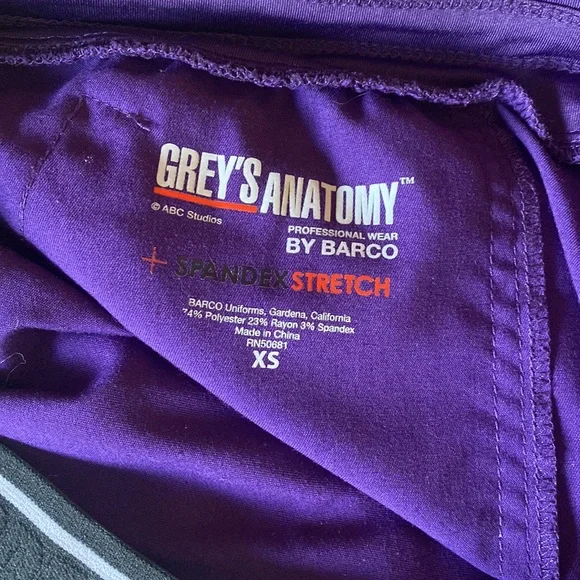 GREY'S ANATOMY™
© ABC Studios
PROFESSIONAL WEAR
BY BARCO
+ SPANDEX STRETCH
BARCO Uniforms, Gardena, California
74% Polyester 23% Rayon 3% Spandex
Made in China
RN50681
XS